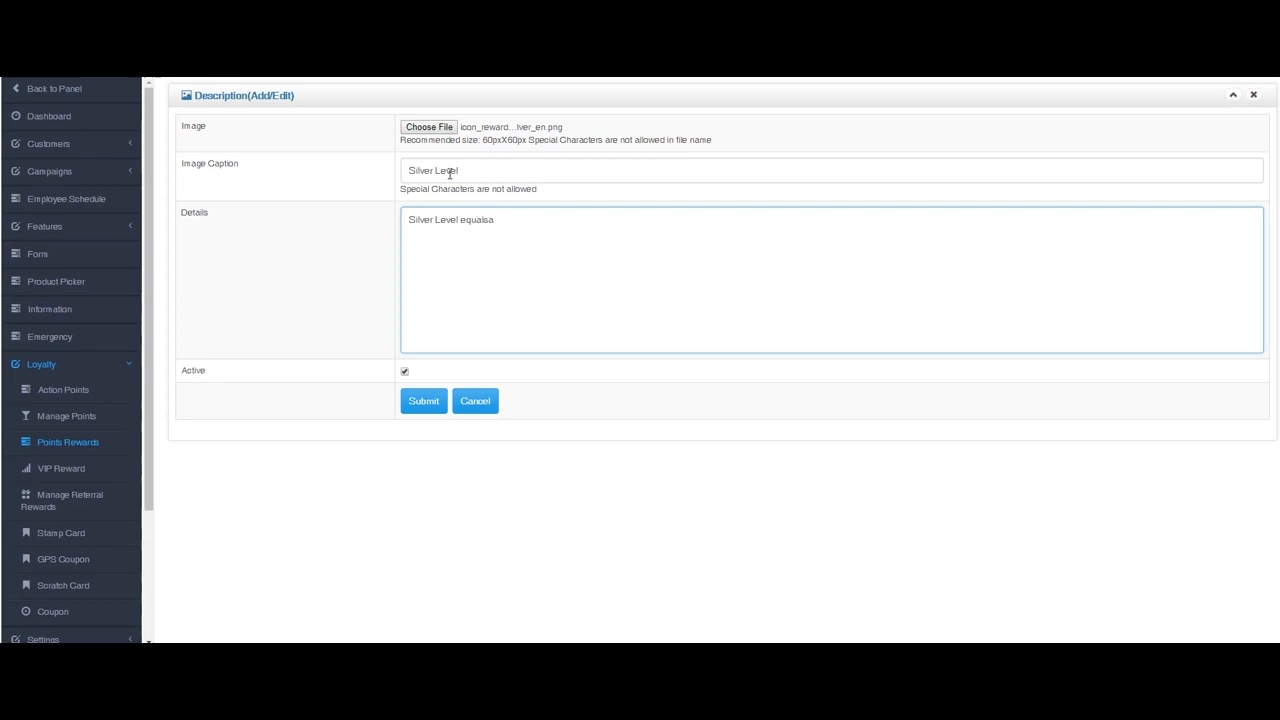 Back to Panel
Dashboard
Customers
Campaigns
Employee Schedule
Features
Form
Product Picker
Information
Emergency
Loyalty
Action Points
Manage Points
Points Rewards
VIP Reward
Manage Referral
Rewards
Stamp Card
GPS Coupon
Scratch Card
Coupon
Settings
Description(Add/Edit)
Image
Choose File icon_reward...lver_en.png
Recommended size: 60pxX60px Special Characters are not allowed in file name
Image Caption
Silver Level
Special Characters are not allowed
Details
Silver Level equalsa
Active
Submit Cancel